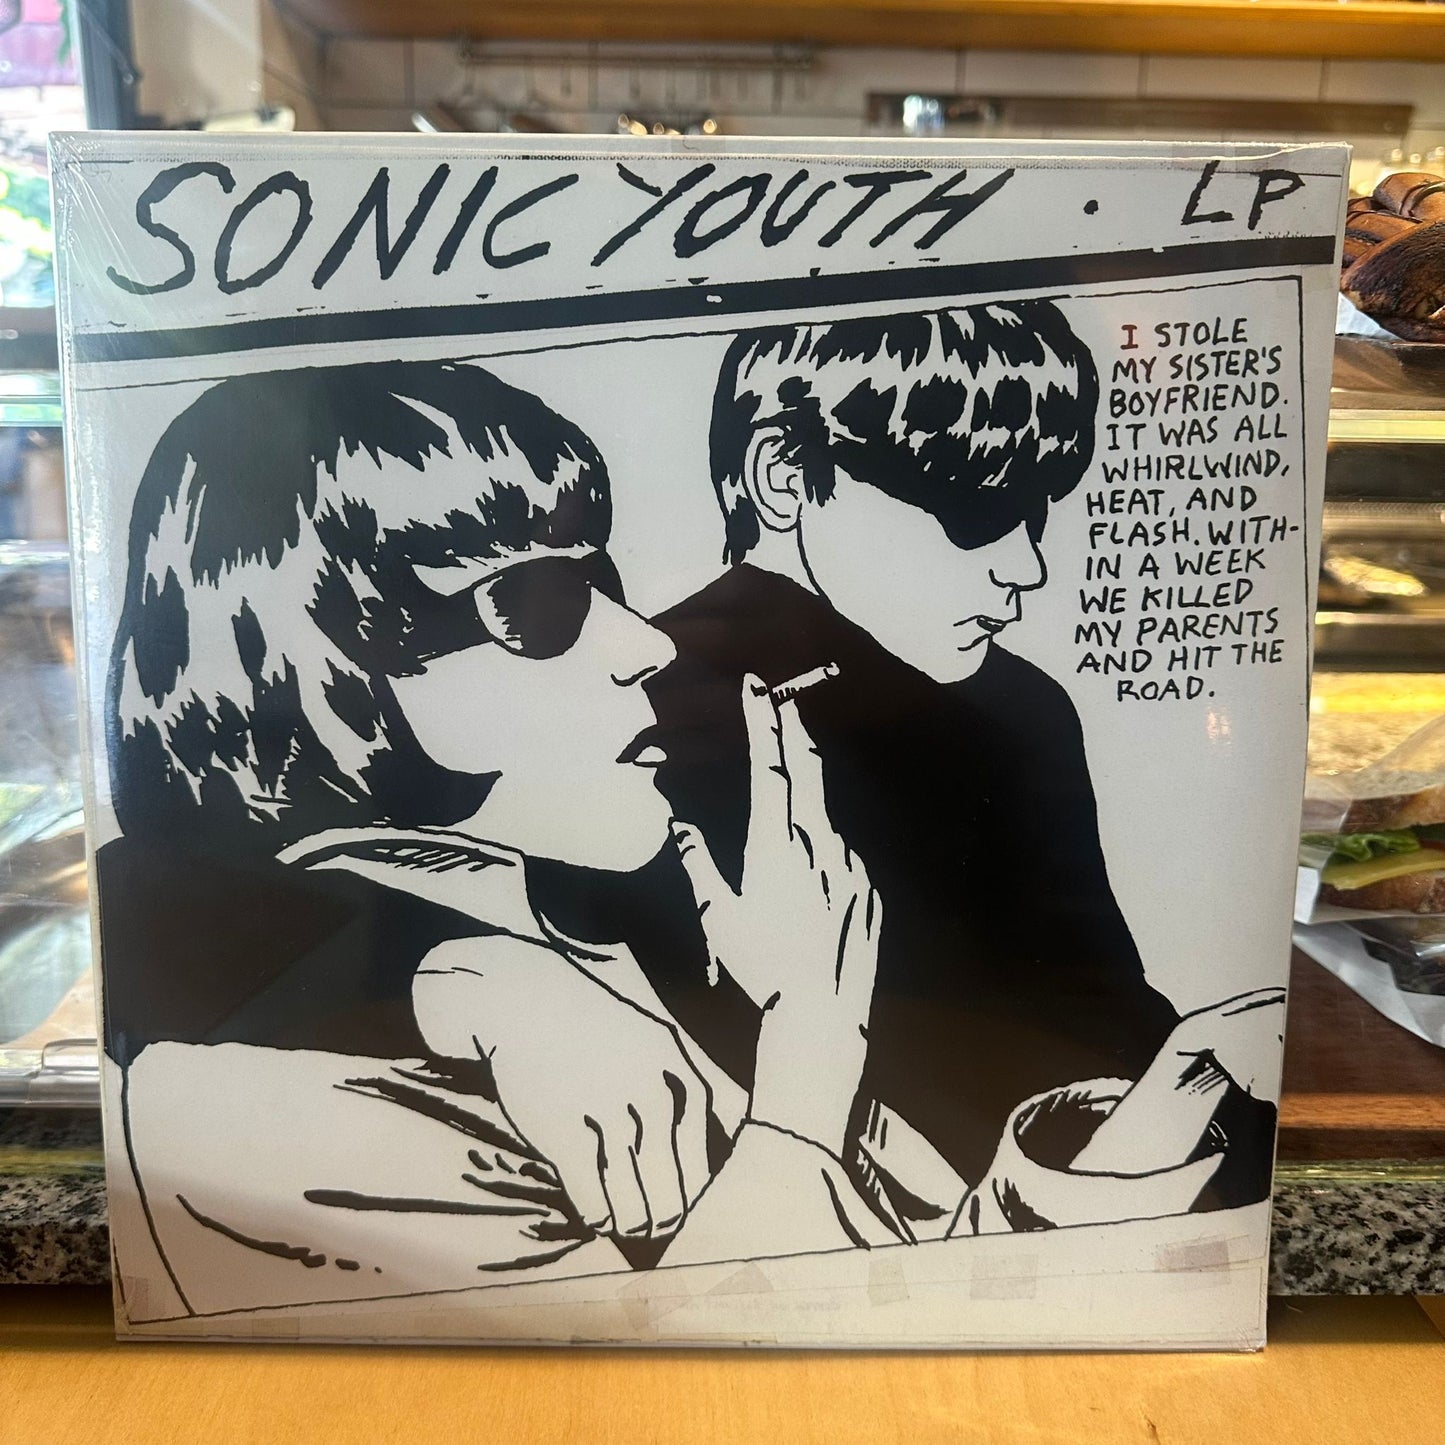 SONIC YOUTH . LP
I STOLE
MY SISTER'S
BOYFRIEND.
IT WAS ALL
WHIRLWIND,
HEAT, AND
FLASH. WITH-
IN A WEEK
WE KILLED
MY PARENTS
AND HIT THE
ROAD.